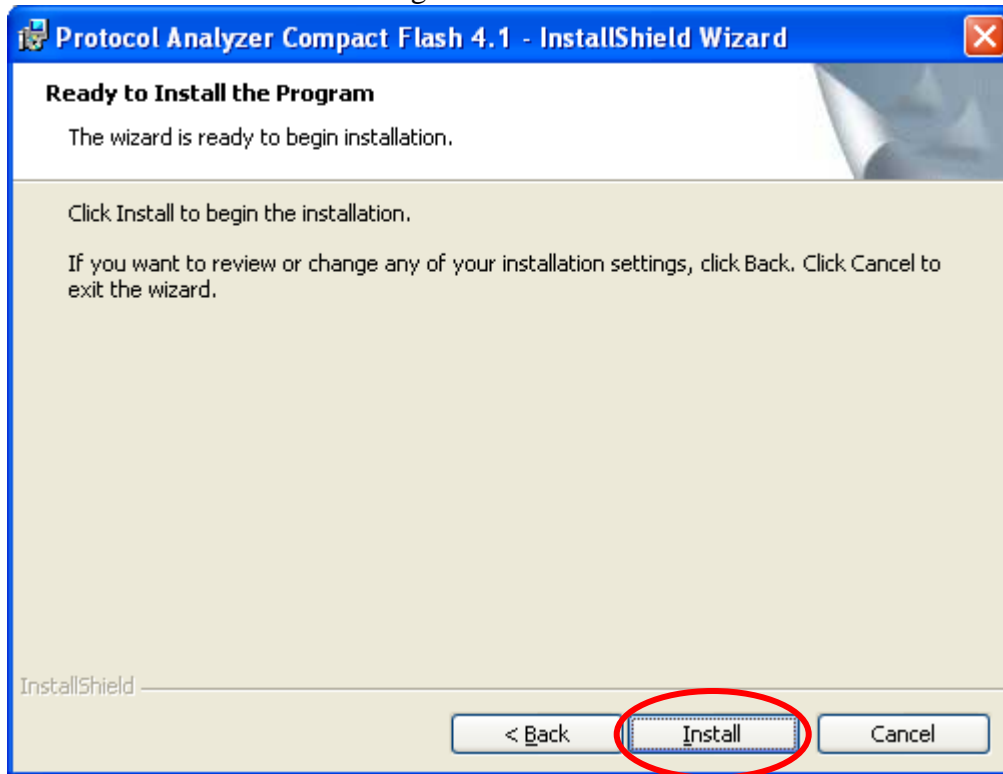 Protocol Analyzer Compact Flash 4.1 - InstallShield Wizard
Ready to Install the Program
The wizard is ready to begin installation.
Click Install to begin the installation.
If you want to review or change any of your installation settings, click Back. Click Cancel to
exit the wizard.
InstallShield
< Back Install Cancel